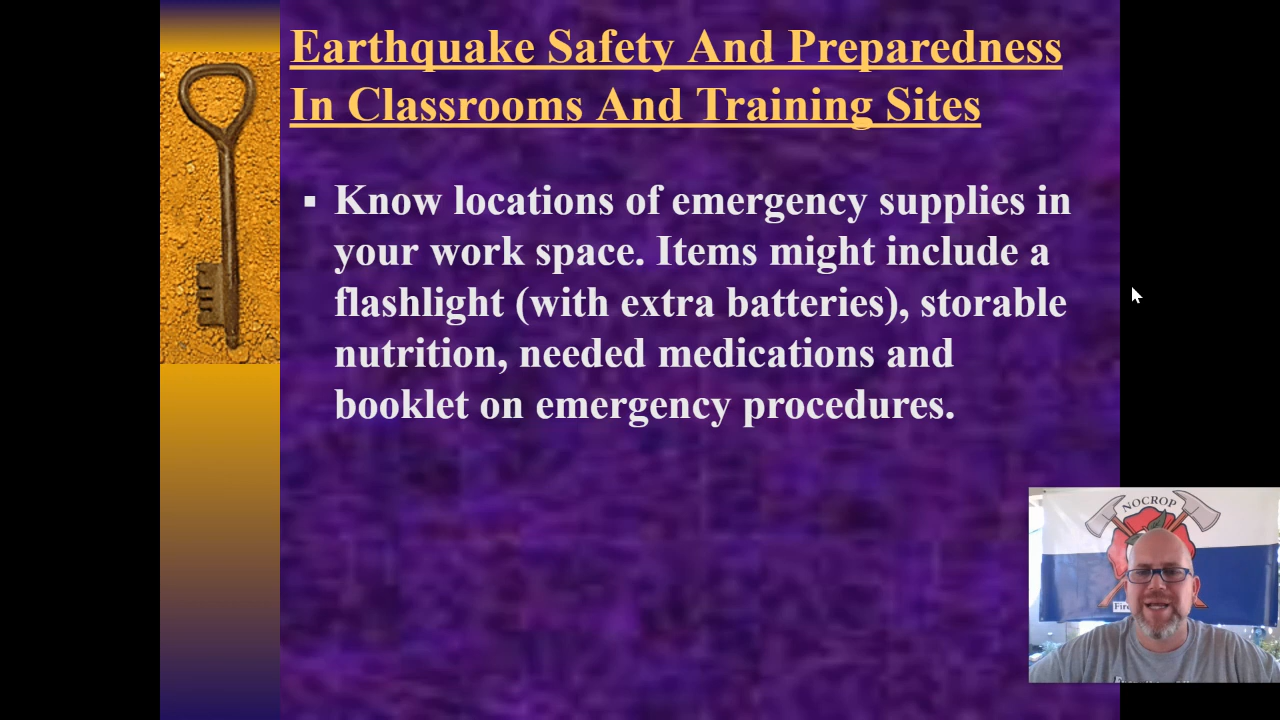 Earthquake Safety And Preparedness
In Classrooms And Training Sites
▪ Know locations of emergency supplies in
your work space. Items might include a
flashlight (with extra batteries), storable
nutrition, needed medications and
booklet on emergency procedures.
NOCROP